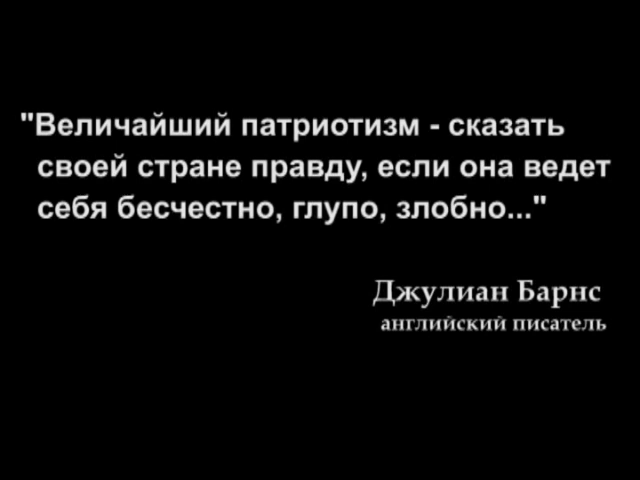 "Величайший патриотизм - сказать
своей стране правду, если она ведет
себя бесчестно, глупо, злобно..."
Джулиан Барнс
английский писатель